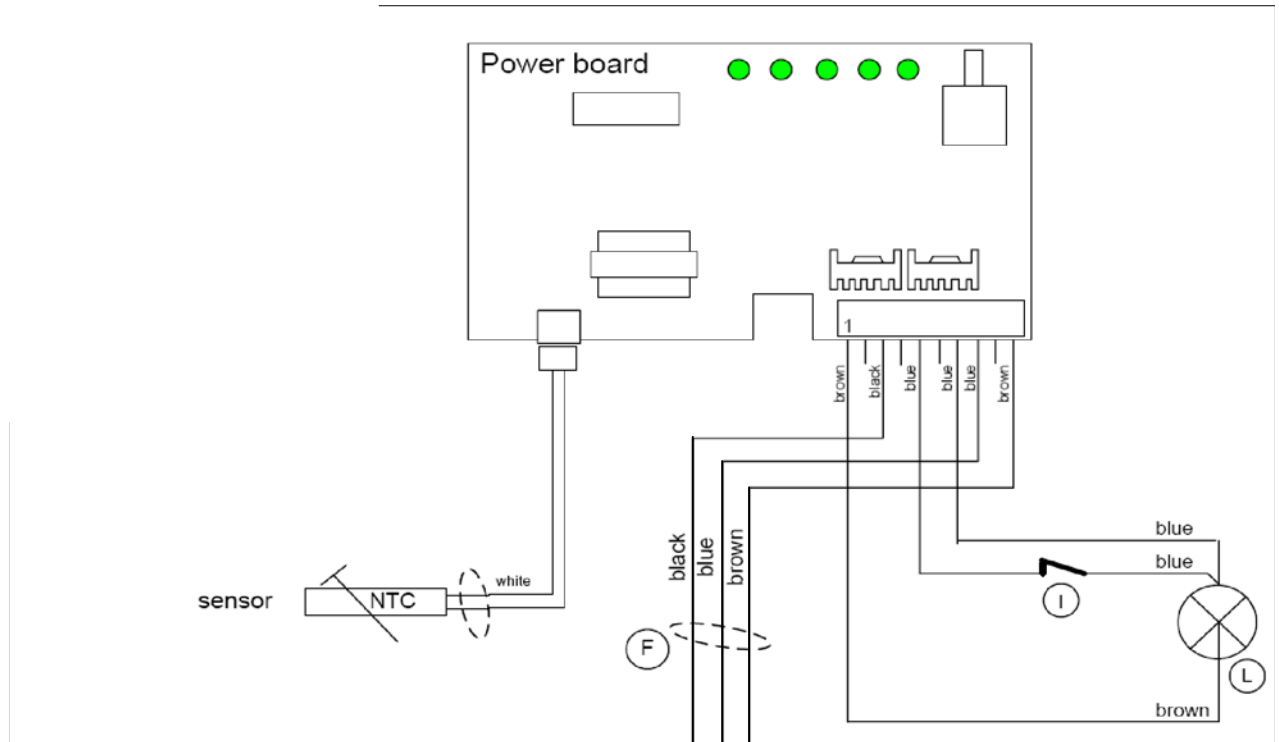 Power board
1
brown
black
blue
blue
blue
brown
black
blue
brown
blue
blue
white
sensor
NTC
I
F
L
brown